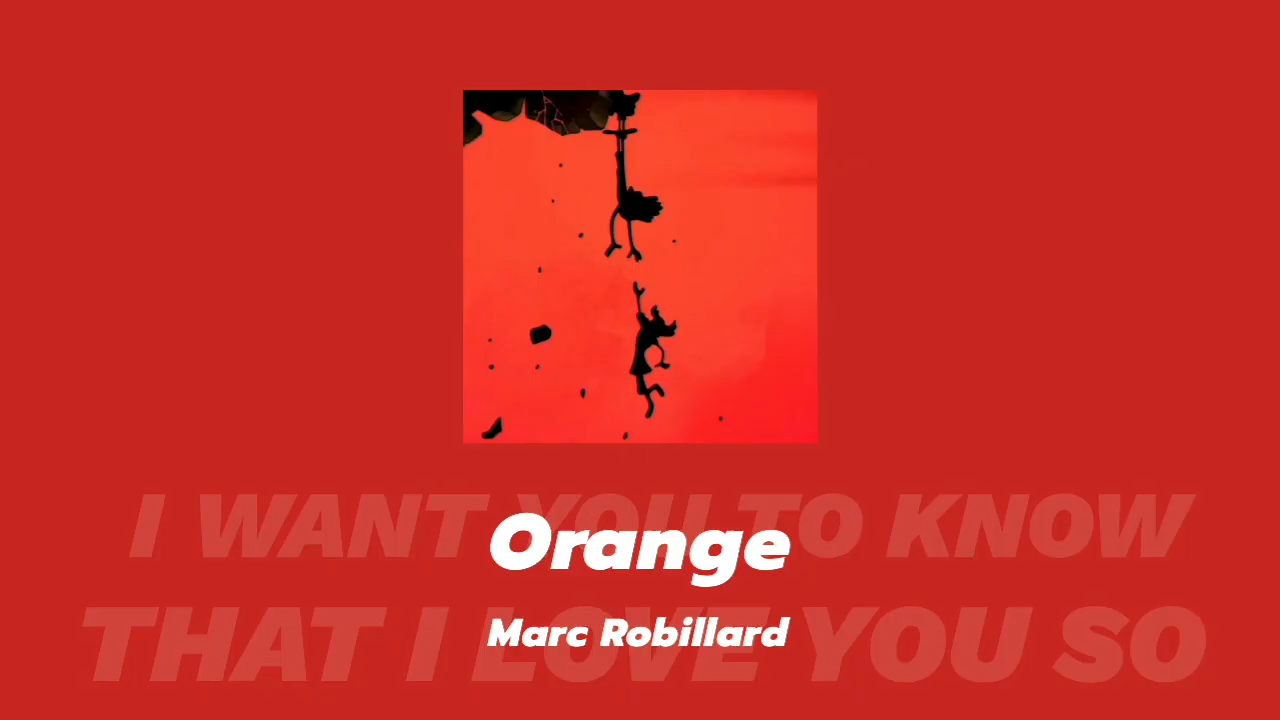 I WANT YOU TO KNOW
Orange
THAT I LOVE YOU SO
Marc Robillard